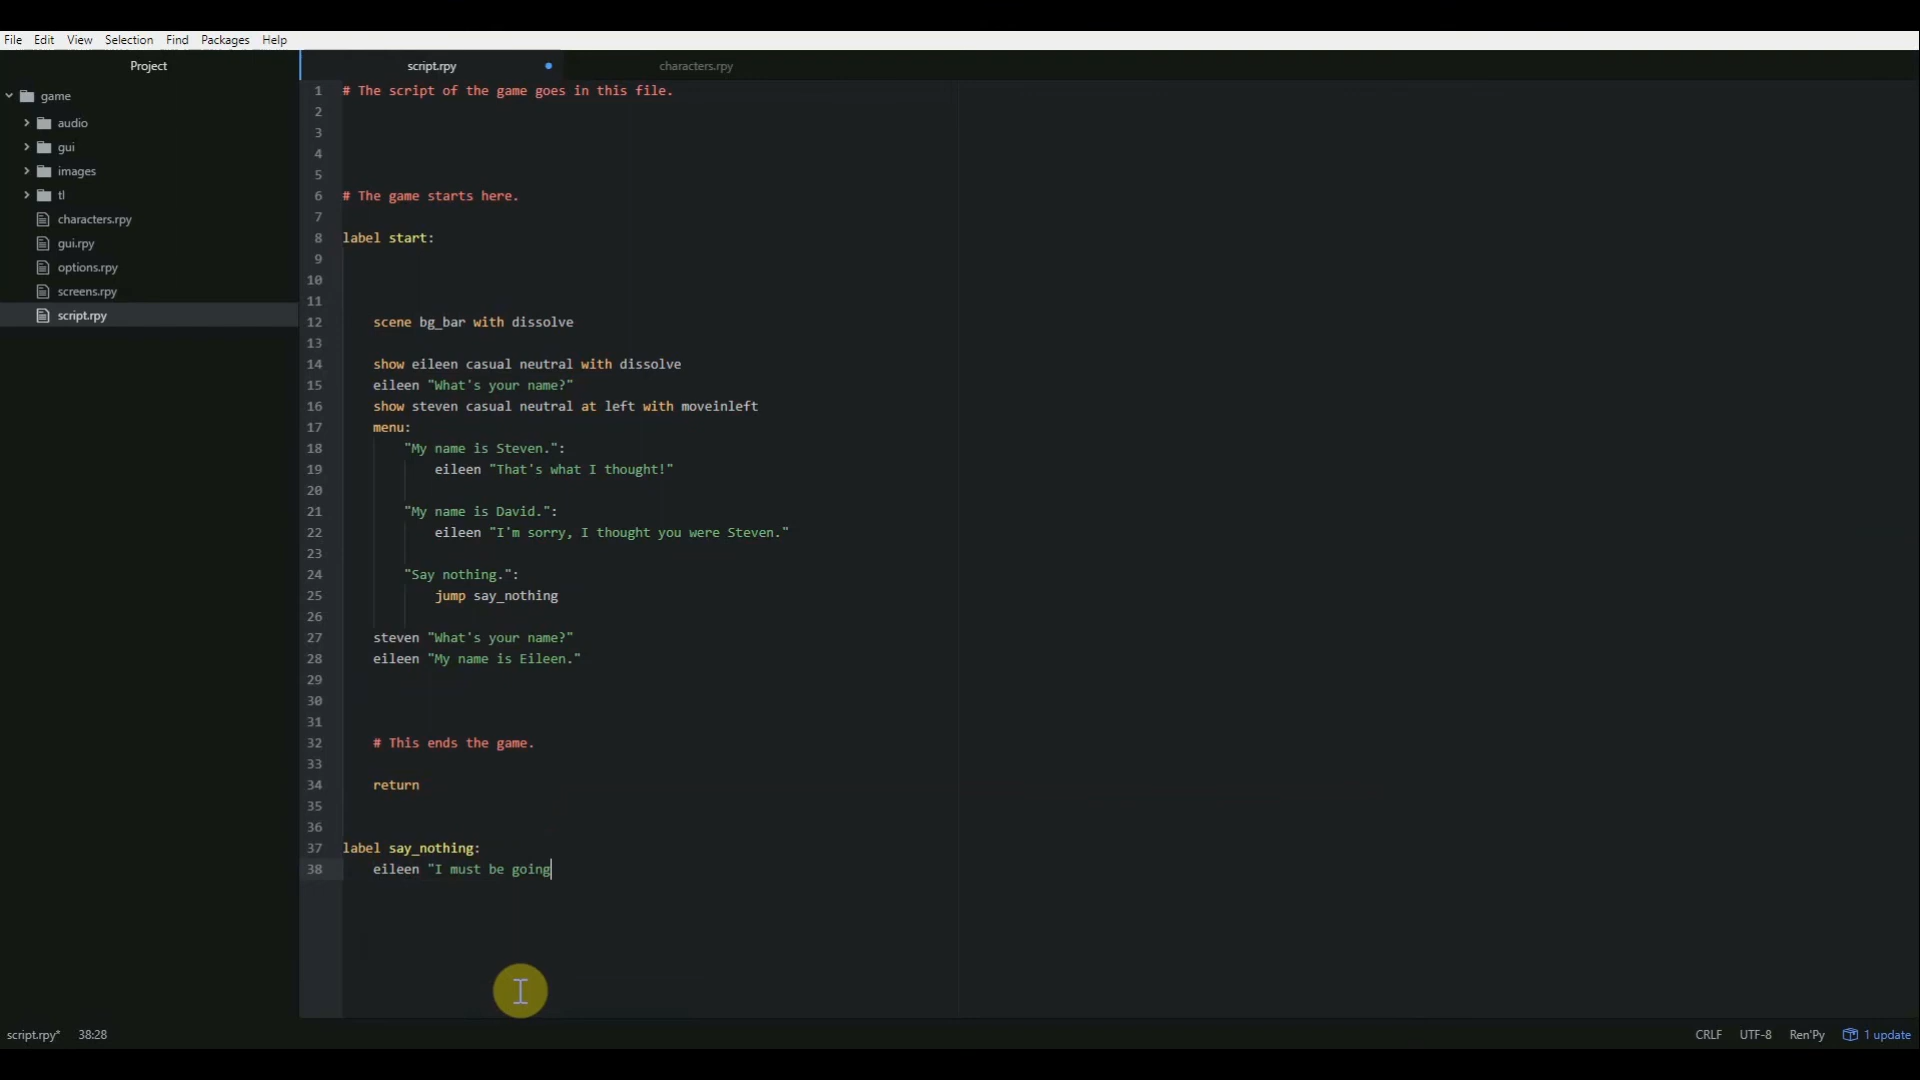 File Edit View Selection Find Packages Help
Project
game
audio
gui
images
tl
characters.rpy
gui.rpy
options.rpy
screens.rpy
script.rpy
script.rpy characters.rpy
1 # The script of the game goes in this file.
2
3
4
5
6 # The game starts here.
7
8 label start:
9
10
11
12 scene bg_bar with dissolve
13
14 show eileen casual neutral with dissolve
15 eileen "What's your name?"
16 show steven casual neutral at left with moveinleft
17 menu:
18 "My name is Steven.":
19 eileen "That's what I thought!"
20
21 "My name is David.":
22 eileen "I'm sorry, I thought you were Steven."
23
24 "Say nothing.":
25 jump say_nothing
26
27 steven "What's your name?"
28 eileen "My name is Eileen."
29
30
31
32 # This ends the game.
33
34 return
35
36
37 label say_nothing:
38 eileen "I must be going
script.rpy* 38:28 CRLF UTF-8 Ren'Py 1 update